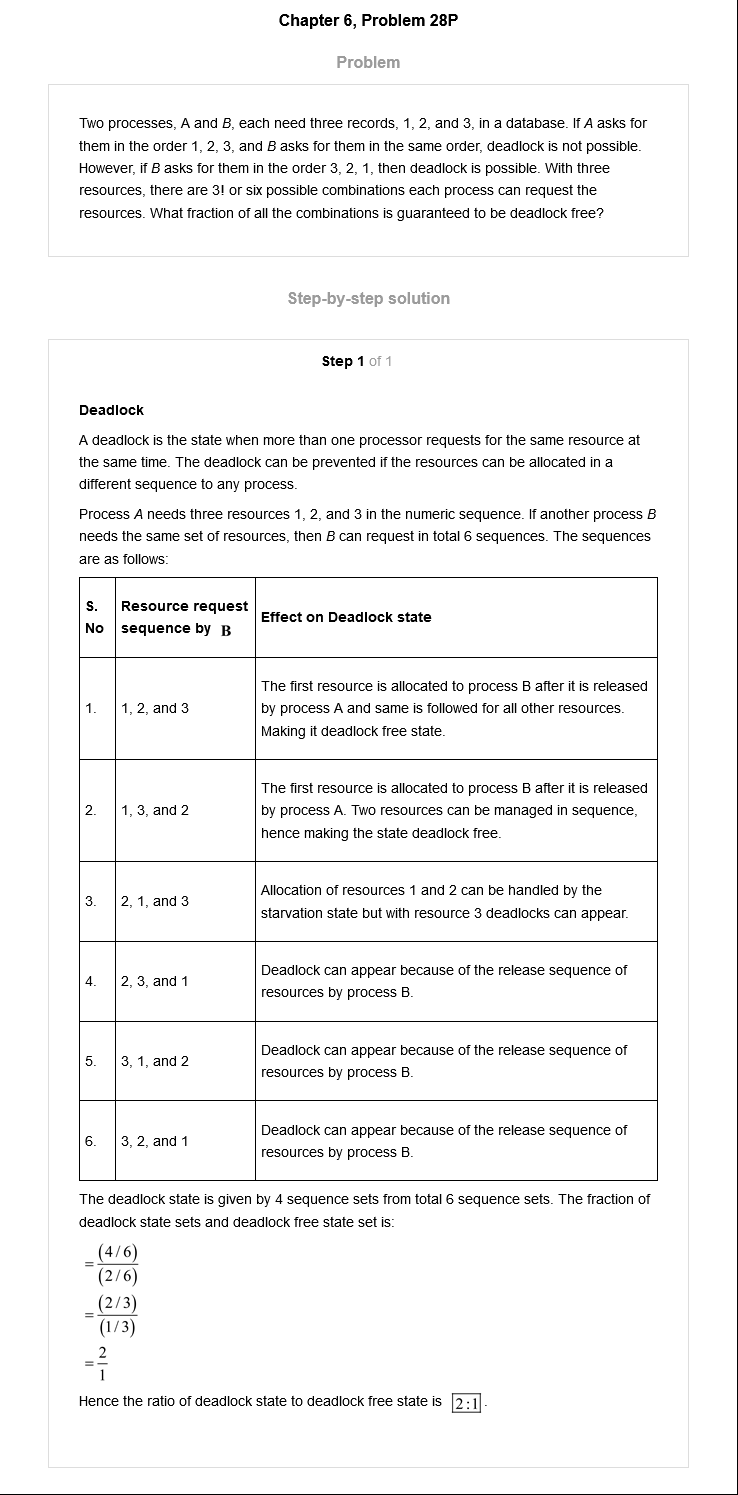 Chapter 6, Problem 28P
Problem
Two processes, A and B, each need three records, 1, 2, and 3, in a database. If A asks for
them in the order 1, 2, 3, and B asks for them in the same order, deadlock is not possible.
However, if B asks for them in the order 3, 2, 1, then deadlock is possible. With three
resources, there are 3! or six possible combinations each process can request the
resources. What fraction of all the combinations is guaranteed to be deadlock free?
Step-by-step solution
Step 1 of 1
Deadlock
A deadlock is the state when more than one processor requests for the same resource at
the same time. The deadlock can be prevented if the resources can be allocated in a
different sequence to any process.
Process A needs three resources 1, 2, and 3 in the numeric sequence. If another process B
needs the same set of resources, then B can request in total 6 sequences. The sequences
are as follows:
S. No
Resource request sequence by B
Effect on Deadlock state
1.
1, 2, and 3
The first resource is allocated to process B after it is released
by process A and same is followed for all other resources.
Making it deadlock free state.
2.
1, 3, and 2
The first resource is allocated to process B after it is released
by process A. Two resources can be managed in sequence,
hence making the state deadlock free.
3.
2, 1, and 3
Allocation of resources 1 and 2 can be handled by the
starvation state but with resource 3 deadlocks can appear.
4.
2, 3, and 1
Deadlock can appear because of the release sequence of
resources by process B.
5.
3, 1, and 2
Deadlock can appear because of the release sequence of
resources by process B.
6.
3, 2, and 1
Deadlock can appear because of the release sequence of
resources by process B.
The deadlock state is given by 4 sequence sets from total 6 sequence sets. The fraction of
deadlock state sets and deadlock free state set is:
= (4/6)
(2/6)
= (2/3)
(1/3)
= 2
1
Hence the ratio of deadlock state to deadlock free state is 2:1.